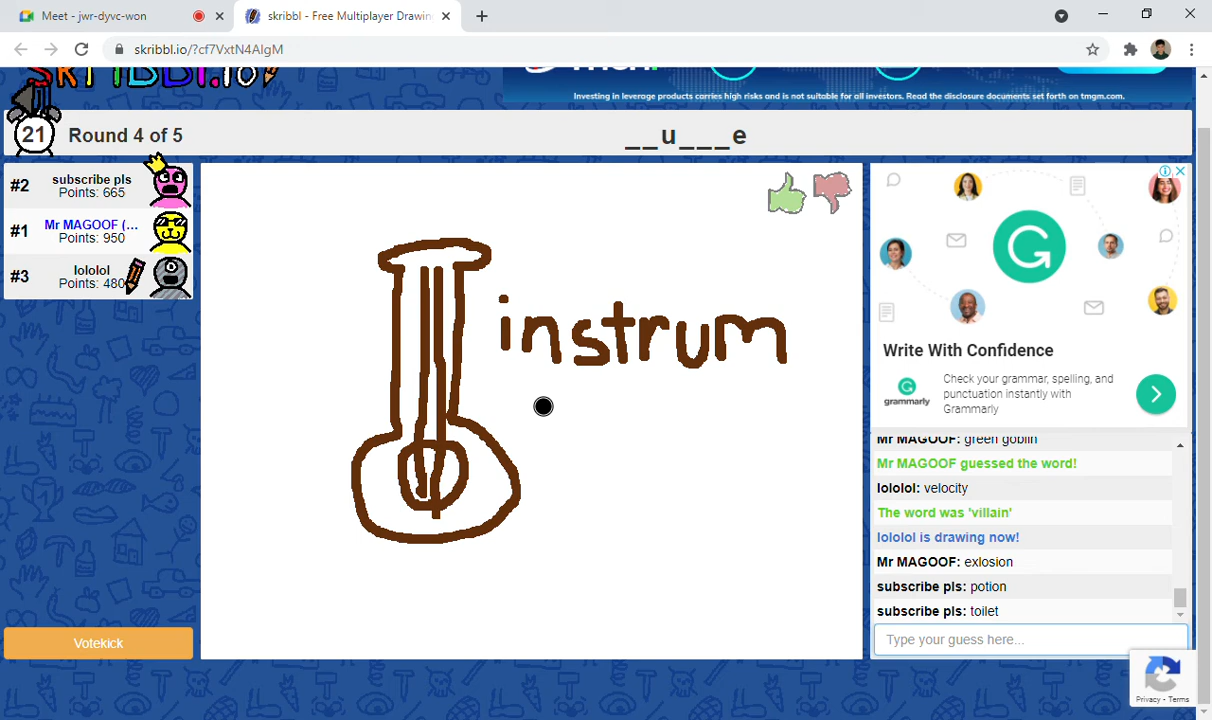 Meet - jwr-dyvc-won
skribbl - Free Multiplayer Drawin
skribbl.io/?cf7VxtN4AIgM
SKRIBBL.iO
Investing in leverage products carries high risks and is not suitable for all investors. Read the disclosure documents set forth on tmgm.com.
21 Round 4 of 5 __u___e
#2 subscribe pls
Points: 665
#1 Mr MAGOOF (...
Points: 950
#3 lololol
Points: 480
instrum
Write With Confidence
grammarly
Check your grammar, spelling, and
punctuation instantly with
Grammarly
Mr MAGOOF: green goblin
Mr MAGOOF guessed the word!
lololol: velocity
The word was 'villain'
lololol is drawing now!
Mr MAGOOF: exlosion
subscribe pls: potion
subscribe pls: toilet
Type your guess here...
Votekick
Privacy - Terms